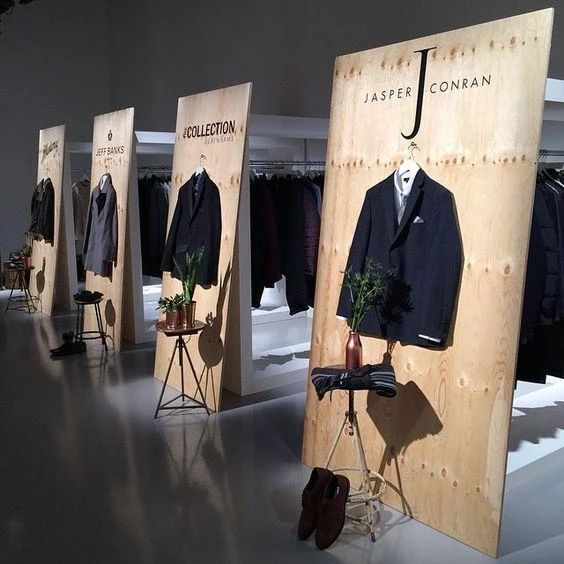 JEFF BANKS
THE COLLECTION
DEBENHAMS
J
JASPER CONRAN